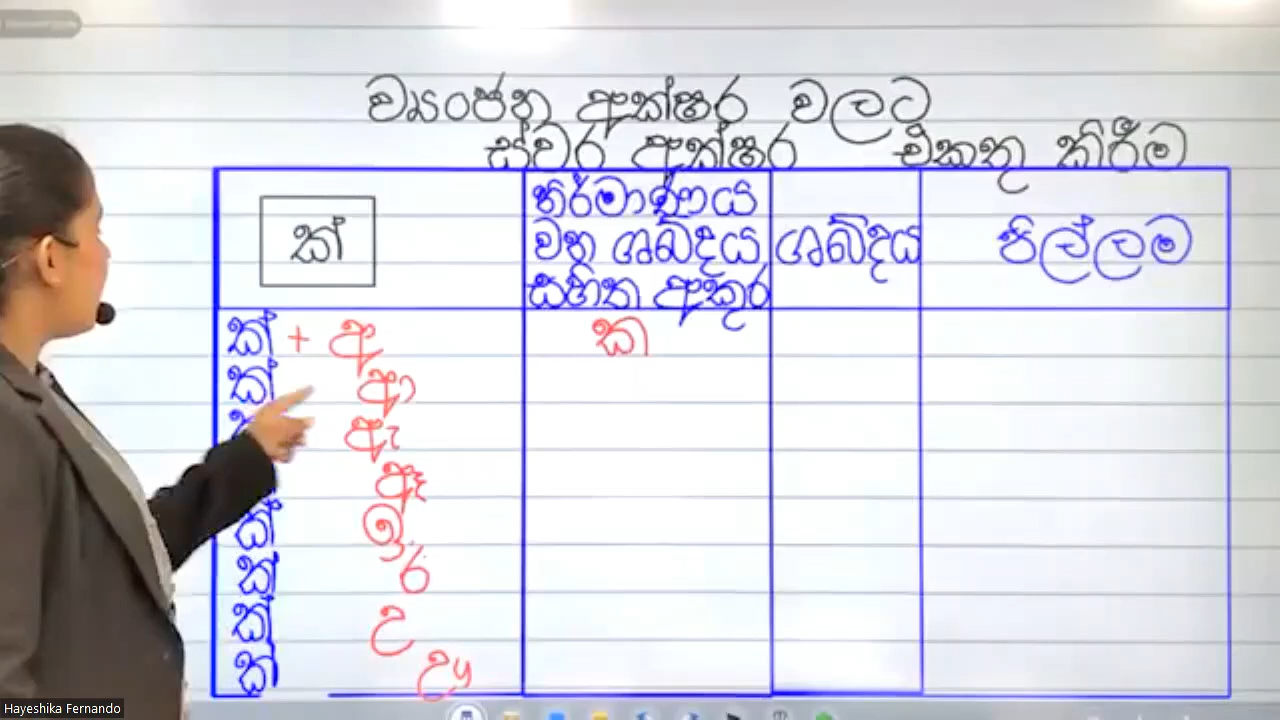 ව්‍යංජන අක්ෂර වලට
ස්වර අක්ෂර එකතු කිරීම
ක්
නිර්මාණය
වන ශබ්දය
සහිත අකුර
ශබ්දය
පිල්ලම
ක් + අ ක
ක් ආ
ඇ
ඈ
ක් ඉ
ක් ඊ
ක් උ
ක් ඌ
Hayeshika Fernando